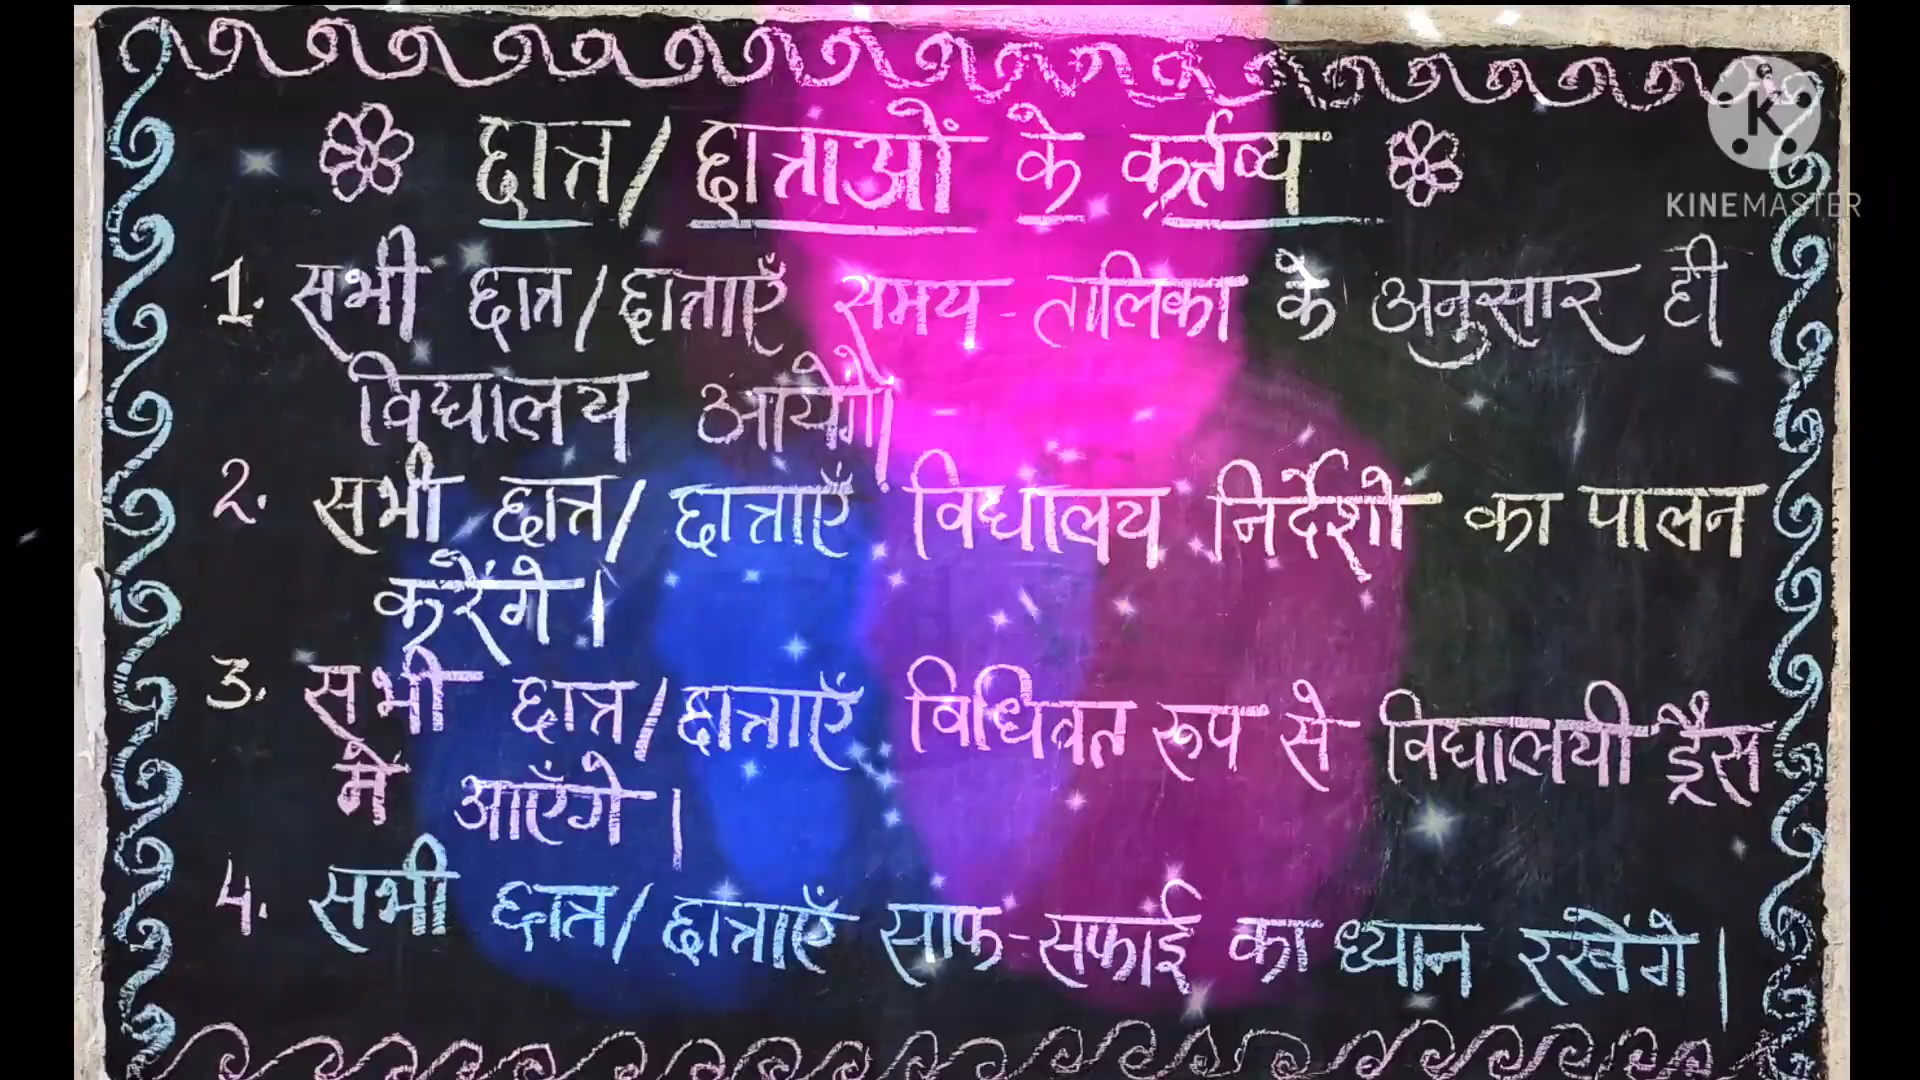 छात्र/छात्राओं के कर्तव्य
1. सभी छात्र/छात्राएँ समय-तालिका के अनुसार ही
विद्यालय आयेंगे।
2. सभी छात्र/छात्राएँ विद्यालय निर्देशों का पालन
करेंगे।
3. सभी छात्र/छात्राएँ विधिवत रूप से विद्यालयी ड्रैस
में आएँगे।
4. सभी छात्र/छात्राएँ साफ-सफाई का ध्यान रखेंगे।
K
KINEMASTER